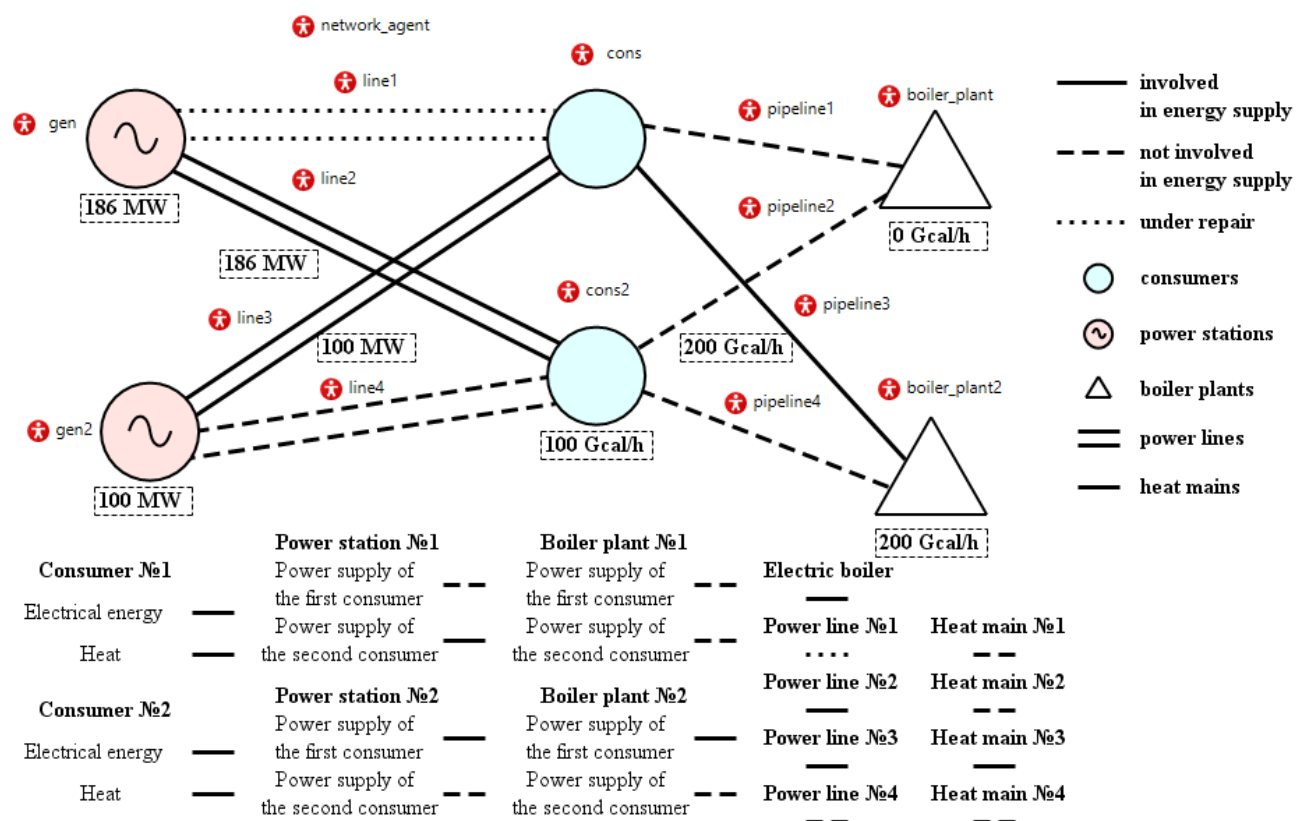 network_agent
cons
line1
pipeline1
boiler_plant
involved
in energy supply
gen
not involved
in energy supply
line2
186 MW
pipeline2
under repair
0 Gcal/h
186 MW
consumers
cons2
line3
pipeline3
power stations
100 MW
200 Gcal/h
line4
boiler_plant2
boiler plants
pipeline4
gen2
100 Gcal/h
power lines
100 MW
heat mains
200 Gcal/h
Consumer №1
Electrical energy
Heat
Consumer №2
Electrical energy
Heat
Power station №1
Power supply of
the first consumer
Power supply of
the second consumer
Power station №2
Power supply of
the first consumer
Power supply of
the second consumer
Boiler plant №1
Power supply of
the first consumer
Power supply of
the second consumer
Boiler plant №2
Power supply of
the first consumer
Power supply of
the second consumer
Electric boiler
Power line №1
Power line №2
Power line №3
Power line №4
Heat main №1
Heat main №2
Heat main №3
Heat main №4